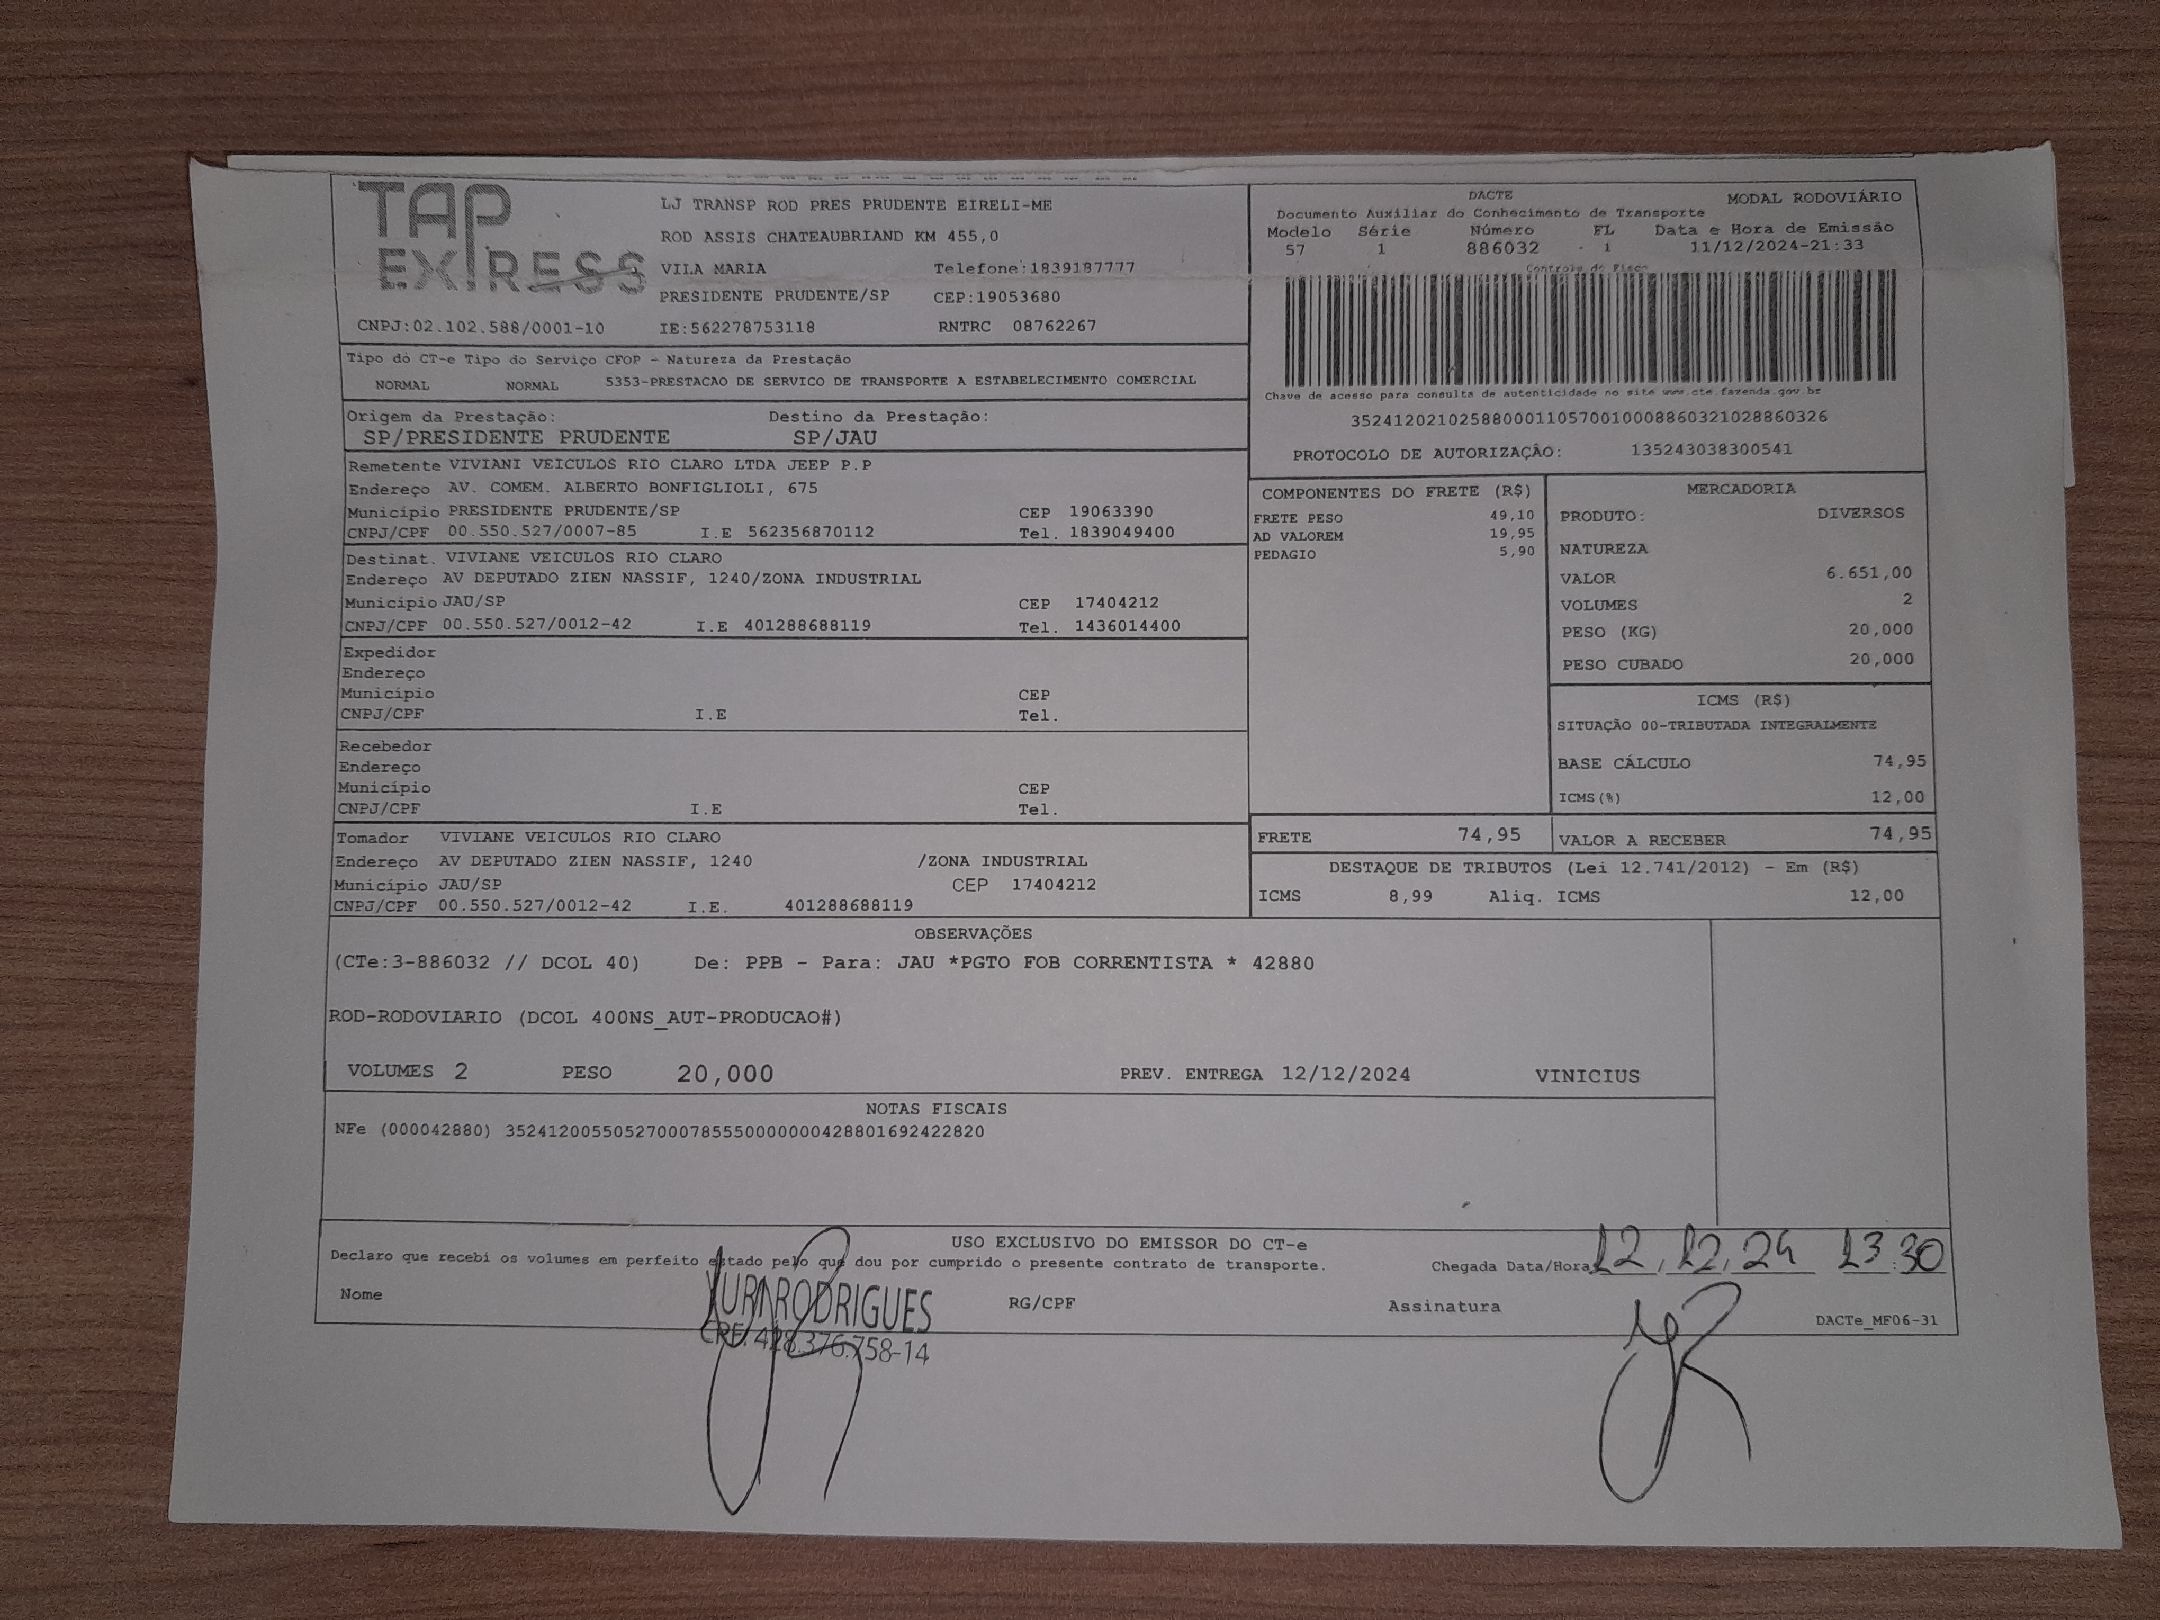 TAP
EXPRESS
LJ TRANSP ROD PRES PRUDENTE EIRELI-ME
ROD ASSIS CHATEAUBRIAND KM 455,0
VILA MARIA Telefone:1839187777
PRESIDENTE PRUDENTE/SP CEP:19053680
CNPJ:02.102.588/0001-10 IE:562278753118 RNTRC 08762267
DACTE MODAL RODOVIÁRIO
Documento Auxiliar do Conhecimento de Transporte
Modelo Série Número FL Data e Hora de Emissão
57 1 886032 1 11/12/2024-21:33
Controle do Fisco
Chave de acesso para consulta de autenticidade no site www.cte.fazenda.gov.br
35241202102588000110570010008860321028860326
PROTOCOLO DE AUTORIZAÇÃO: 135243038300541
Tipo do CT-e Tipo do Serviço CFOP - Natureza da Prestação
NORMAL NORMAL 5353-PRESTACAO DE SERVICO DE TRANSPORTE A ESTABELECIMENTO COMERCIAL
Origem da Prestação: Destino da Prestação:
SP/PRESIDENTE PRUDENTE SP/JAU
Remetente VIVIANI VEICULOS RIO CLARO LTDA JEEP P.P
Endereço AV. COMEM. ALBERTO BONFIGLIOLI, 675
Município PRESIDENTE PRUDENTE/SP CEP 19063390
CNPJ/CPF 00.550.527/0007-85 I.E 562356870112 Tel. 1839049400
Destinat. VIVIANE VEICULOS RIO CLARO
Endereço AV DEPUTADO ZIEN NASSIF, 1240/ZONA INDUSTRIAL
Município JAU/SP CEP 17404212
CNPJ/CPF 00.550.527/0012-42 I.E 401288688119 Tel. 1436014400
Expedidor
Endereço
Município CEP
CNPJ/CPF I.E Tel.
Recebedor
Endereço
Município CEP
CNPJ/CPF I.E Tel.
Tomador VIVIANE VEICULOS RIO CLARO
Endereço AV DEPUTADO ZIEN NASSIF, 1240 /ZONA INDUSTRIAL
Município JAU/SP CEP 17404212
CNPJ/CPF 00.550.527/0012-42 I.E. 401288688119
COMPONENTES DO FRETE (R$)
FRETE PESO 49,10
AD VALOREM 19,95
PEDAGIO 5,90
MERCADORIA
PRODUTO: DIVERSOS
NATUREZA
VALOR 6.651,00
VOLUMES 2
PESO (KG) 20,000
PESO CUBADO 20,000
ICMS (R$)
SITUAÇÃO 00-TRIBUTADA INTEGRALMENTE
BASE CÁLCULO 74,95
ICMS(%) 12,00
FRETE 74,95 VALOR A RECEBER 74,95
DESTAQUE DE TRIBUTOS (Lei 12.741/2012) - Em (R$)
ICMS 8,99 Aliq. ICMS 12,00
OBSERVAÇÕES
(CTe:3-886032 // DCOL 40) De: PPB - Para: JAU *PGTO FOB CORRENTISTA * 42880
ROD-RODOVIARIO (DCOL 400NS_AUT-PRODUCAO#)
VOLUMES 2 PESO 20,000 PREV. ENTREGA 12/12/2024 VINICIUS
NOTAS FISCAIS
NFe (000042880) 35241200550527000785550000000428801692422820
USO EXCLUSIVO DO EMISSOR DO CT-e
Declaro que recebi os volumes em perfeito estado pelo que dou por cumprido o presente contrato de transporte.
Chegada Data/Hora 12,12,24 13:30
Nome YURI RODRIGUES RG/CPF Assinatura
CPF: 428.376.758-14
DACTe_MF06-31